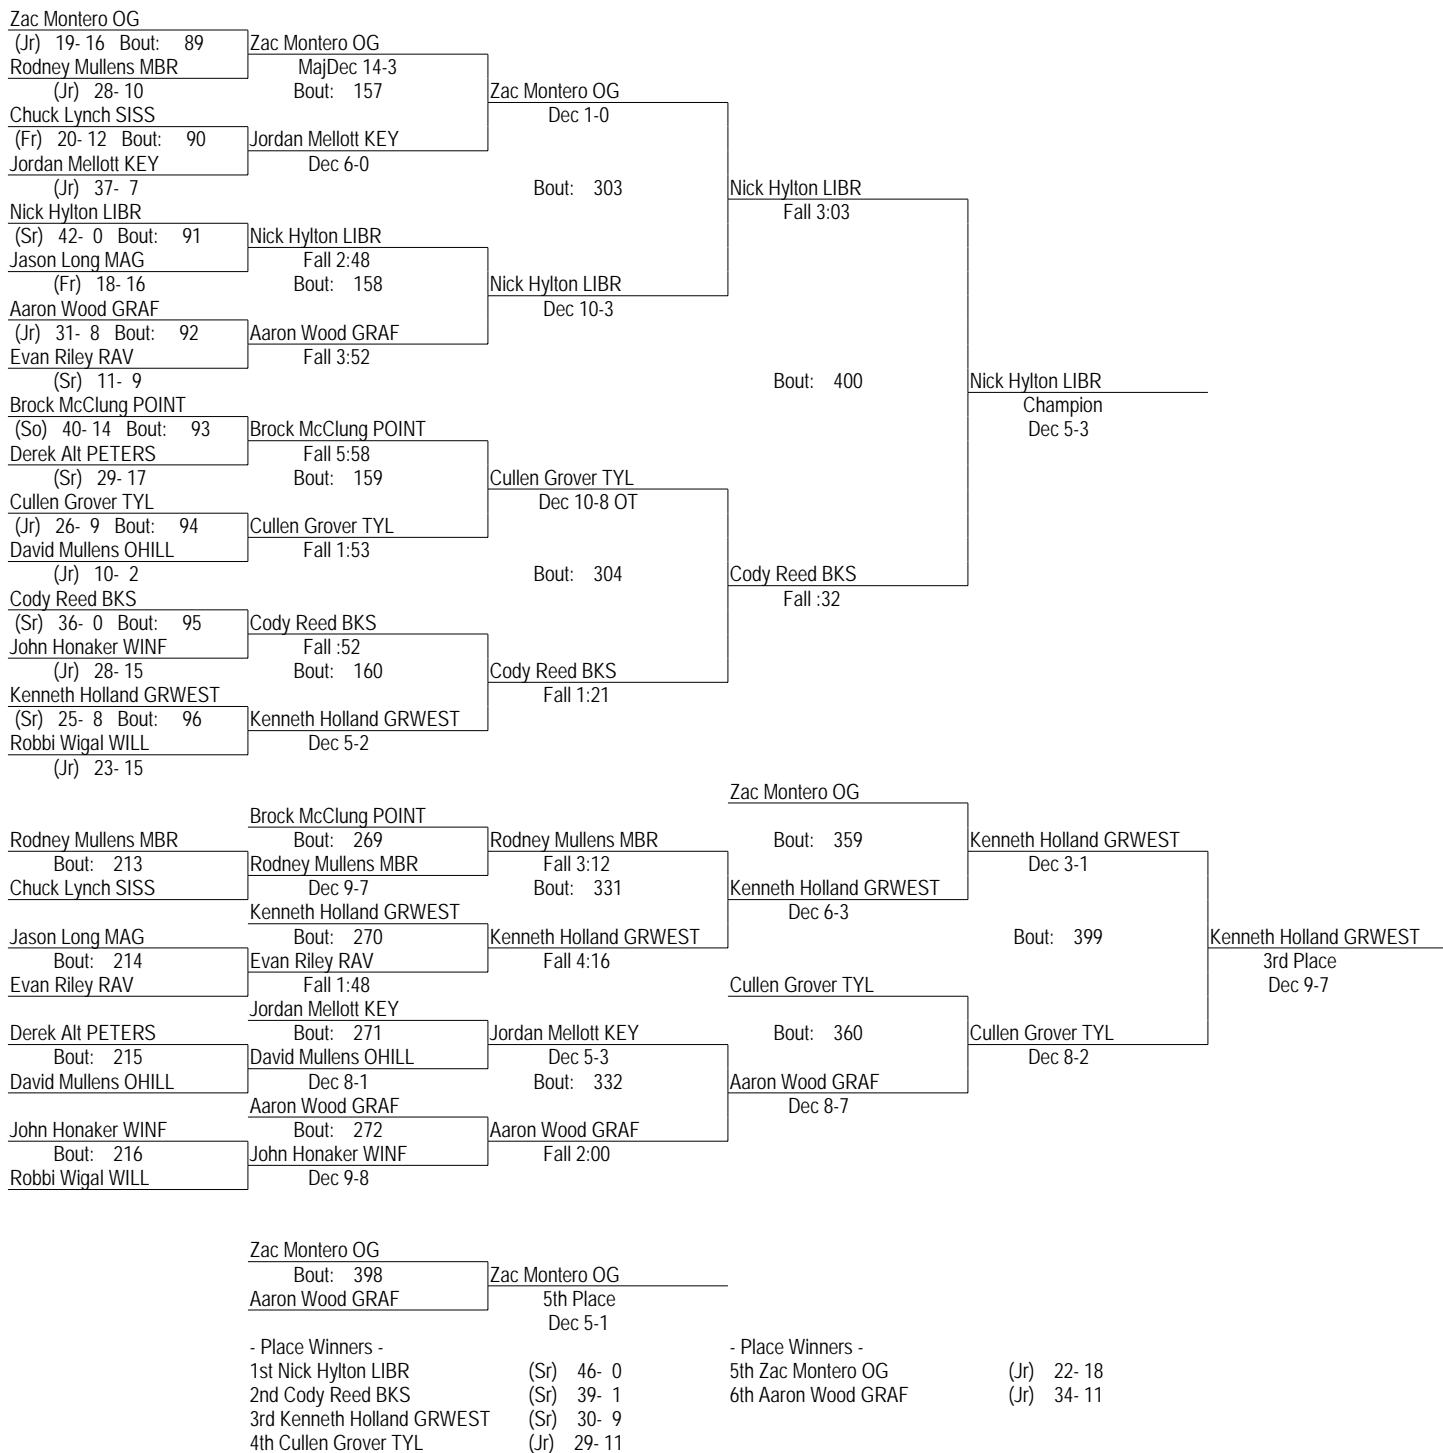 Zac Montero OG
(Jr) 19- 16 Bout: 89 Zac Montero OG
Rodney Mullens MBR MajDec 14-3
(Jr) 28- 10 Bout: 157 Zac Montero OG
Chuck Lynch SISS Dec 1-0
(Fr) 20- 12 Bout: 90 Jordan Mellott KEY
Jordan Mellott KEY Dec 6-0
(Jr) 37- 7 Bout: 303 Nick Hylton LIBR
Nick Hylton LIBR Fall 3:03
(Sr) 42- 0 Bout: 91 Nick Hylton LIBR
Jason Long MAG Fall 2:48
(Fr) 18- 16 Bout: 158 Nick Hylton LIBR
Aaron Wood GRAF Dec 10-3
(Jr) 31- 8 Bout: 92 Aaron Wood GRAF
Evan Riley RAV Fall 3:52
(Sr) 11- 9 Bout: 400 Nick Hylton LIBR
Brock McClung POINT Champion
(So) 40- 14 Bout: 93 Brock McClung POINT Dec 5-3
Derek Alt PETERS Fall 5:58
(Sr) 29- 17 Bout: 159 Cullen Grover TYL
Cullen Grover TYL Dec 10-8 OT
(Jr) 26- 9 Bout: 94 Cullen Grover TYL
David Mullens OHILL Fall 1:53
(Jr) 10- 2 Bout: 304 Cody Reed BKS
Cody Reed BKS Fall :32
(Sr) 36- 0 Bout: 95 Cody Reed BKS
John Honaker WINF Fall :52
(Jr) 28- 15 Bout: 160 Cody Reed BKS
Kenneth Holland GRWEST Fall 1:21
(Sr) 25- 8 Bout: 96 Kenneth Holland GRWEST
Robbi Wigal WILL Dec 5-2
(Jr) 23- 15
Zac Montero OG
Brock McClung POINT
Rodney Mullens MBR Bout: 269 Rodney Mullens MBR Bout: 359 Kenneth Holland GRWEST
Bout: 213 Rodney Mullens MBR Fall 3:12 Dec 3-1
Chuck Lynch SISS Dec 9-7 Bout: 331 Kenneth Holland GRWEST
Kenneth Holland GRWEST Dec 6-3
Jason Long MAG Bout: 270 Kenneth Holland GRWEST Bout: 399 Kenneth Holland GRWEST
Bout: 214 Evan Riley RAV Fall 4:16 3rd Place
Evan Riley RAV Fall 1:48 Cullen Grover TYL Dec 9-7
Jordan Mellott KEY
Derek Alt PETERS Bout: 271 Jordan Mellott KEY Bout: 360 Cullen Grover TYL
Bout: 215 David Mullens OHILL Dec 5-3 Dec 8-2
David Mullens OHILL Dec 8-1 Bout: 332 Aaron Wood GRAF
Aaron Wood GRAF Dec 8-7
John Honaker WINF Bout: 272 Aaron Wood GRAF
Bout: 216 John Honaker WINF Fall 2:00
Robbi Wigal WILL Dec 9-8
Zac Montero OG
Bout: 398 Zac Montero OG
Aaron Wood GRAF 5th Place
Dec 5-1
- Place Winners - - Place Winners -
1st Nick Hylton LIBR (Sr) 46- 0 5th Zac Montero OG (Jr) 22- 18
2nd Cody Reed BKS (Sr) 39- 1 6th Aaron Wood GRAF (Jr) 34- 11
3rd Kenneth Holland GRWEST (Sr) 30- 9
4th Cullen Grover TYL (Jr) 29- 11